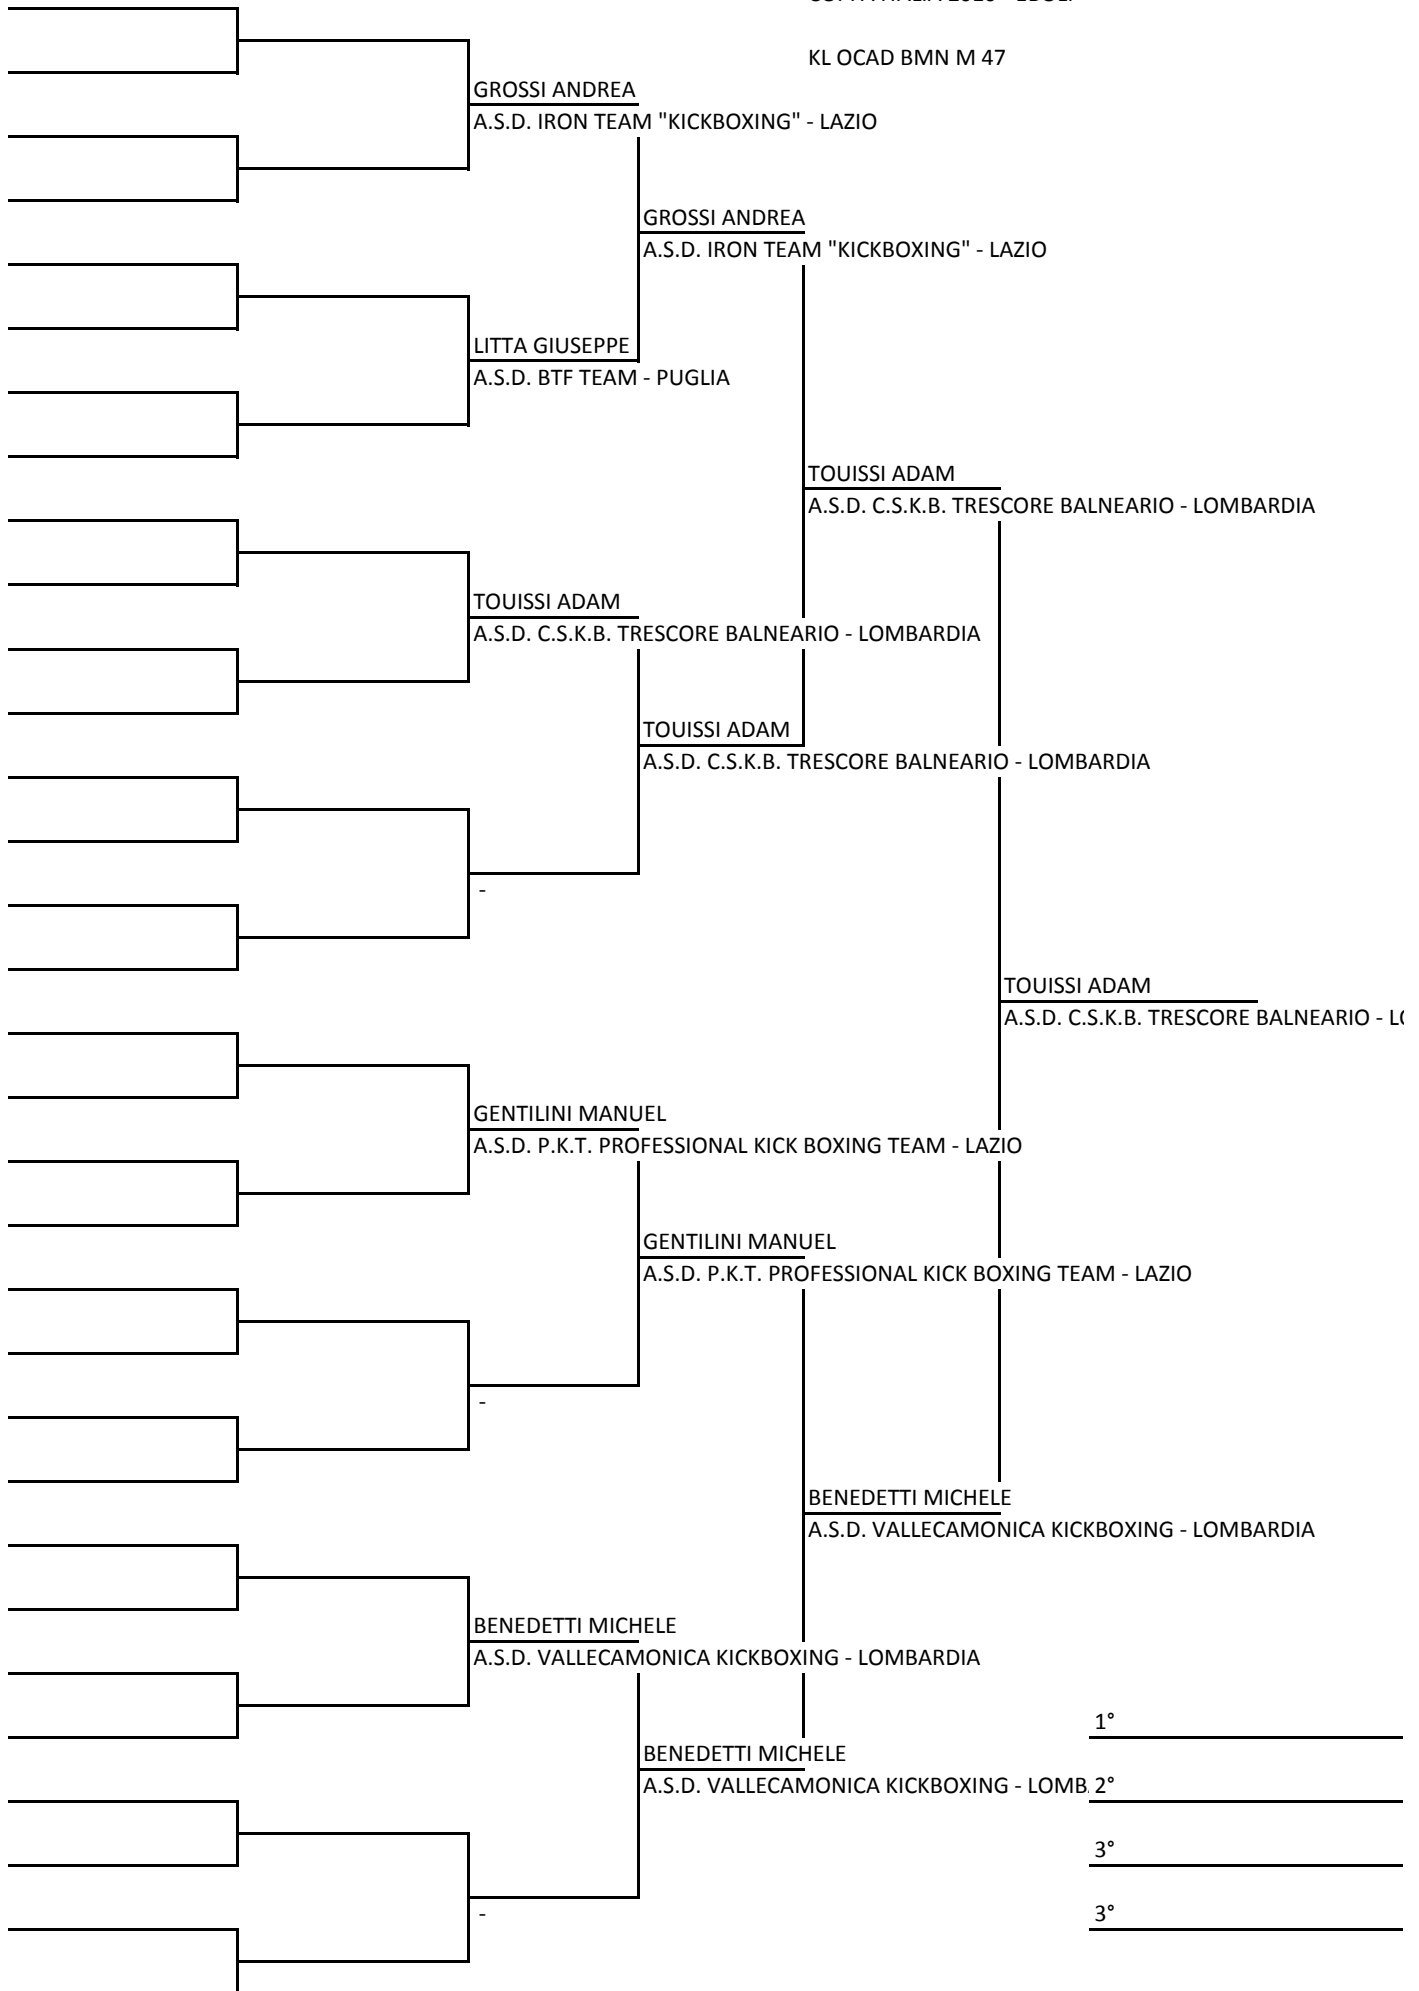 KL OCAD BMN M 47
GROSSI ANDREA
A.S.D. IRON TEAM "KICKBOXING" - LAZIO
GROSSI ANDREA
A.S.D. IRON TEAM "KICKBOXING" - LAZIO
LITTA GIUSEPPE
A.S.D. BTF TEAM - PUGLIA
TOUISSI ADAM
A.S.D. C.S.K.B. TRESCORE BALNEARIO - LOMBARDIA
TOUISSI ADAM
A.S.D. C.S.K.B. TRESCORE BALNEARIO - LOMBARDIA
TOUISSI ADAM
A.S.D. C.S.K.B. TRESCORE BALNEARIO - LOMBARDIA
-
TOUISSI ADAM
A.S.D. C.S.K.B. TRESCORE BALNEARIO - LO
GENTILINI MANUEL
A.S.D. P.K.T. PROFESSIONAL KICK BOXING TEAM - LAZIO
GENTILINI MANUEL
A.S.D. P.K.T. PROFESSIONAL KICK BOXING TEAM - LAZIO
-
BENEDETTI MICHELE
A.S.D. VALLECAMONICA KICKBOXING - LOMBARDIA
BENEDETTI MICHELE
A.S.D. VALLECAMONICA KICKBOXING - LOMBARDIA
1°
BENEDETTI MICHELE
A.S.D. VALLECAMONICA KICKBOXING - LOMB
2°
3°
-
3°